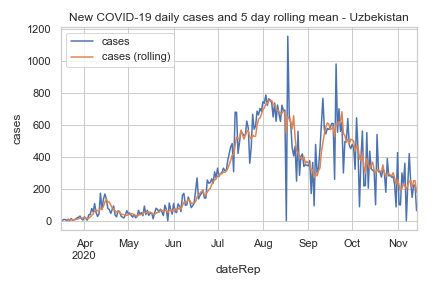 New COVID-19 daily cases and 5 day rolling mean - Uzbekistan
cases
cases (rolling)
1200
1000
800
600
400
200
0
cases
Apr
2020
May
Jun
Jul
Aug
Sep
Oct
Nov
dateRep